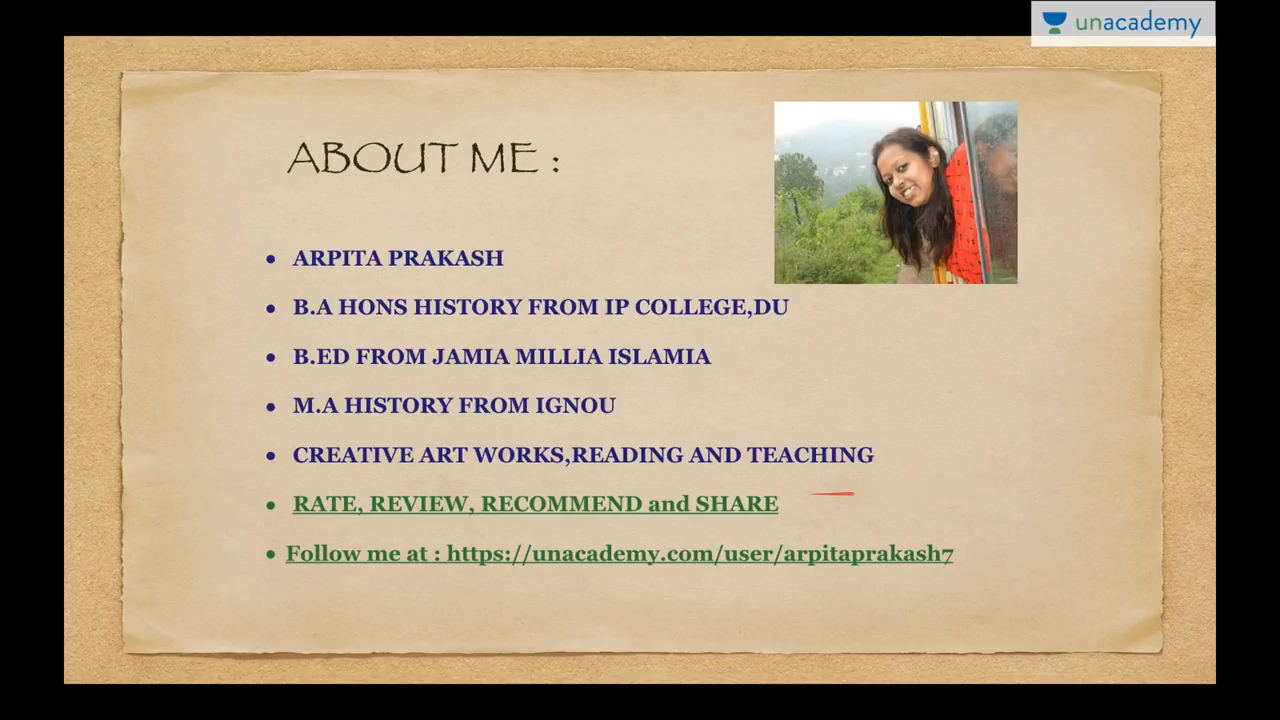 unacademy
ABOUT ME :
• ARPITA PRAKASH
• B.A HONS HISTORY FROM IP COLLEGE,DU
• B.ED FROM JAMIA MILLIA ISLAMIA
• M.A HISTORY FROM IGNOU
• CREATIVE ART WORKS,READING AND TEACHING
• RATE, REVIEW, RECOMMEND and SHARE
• Follow me at : https://unacademy.com/user/arpitaprakash7